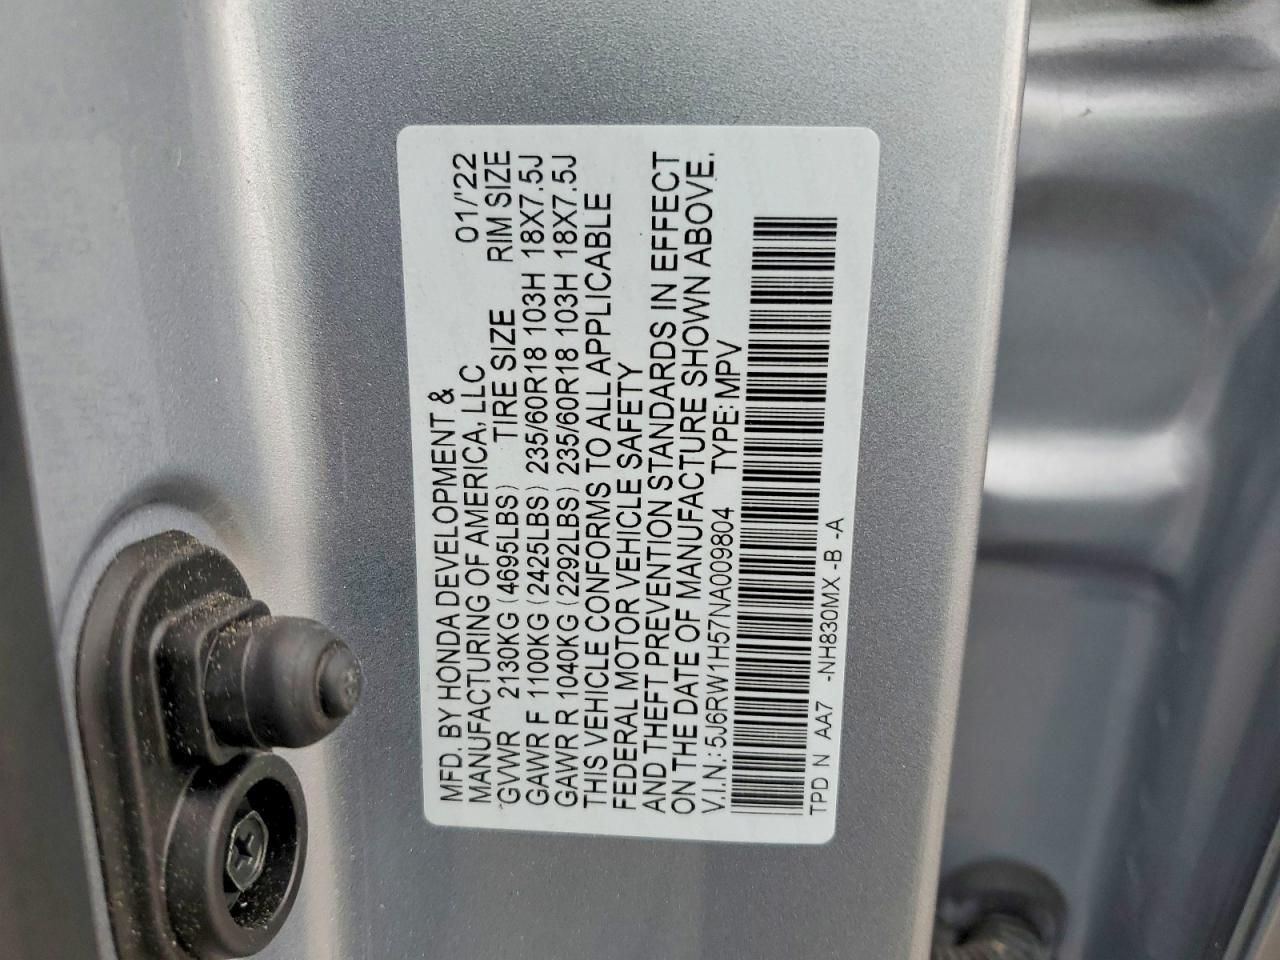 MFD. BY HONDA DEVELOPMENT &
MANUFACTURING OF AMERICA, LLC 01/'22
GVWR 2130KG (4695LBS) TIRE SIZE RIM SIZE
GAWR F 1100KG (2425LBS) 235/60R18 103H 18X7.5J
GAWR R 1040KG (2292LBS) 235/60R18 103H 18X7.5J
THIS VEHICLE CONFORMS TO ALL APPLICABLE
FEDERAL MOTOR VEHICLE SAFETY
AND THEFT PREVENTION STANDARDS IN EFFECT
ON THE DATE OF MANUFACTURE SHOWN ABOVE.
V.I.N.: 5J6RW1H57NA009804 TYPE: MPV
TPD N AA7 -NH830MX -B -A